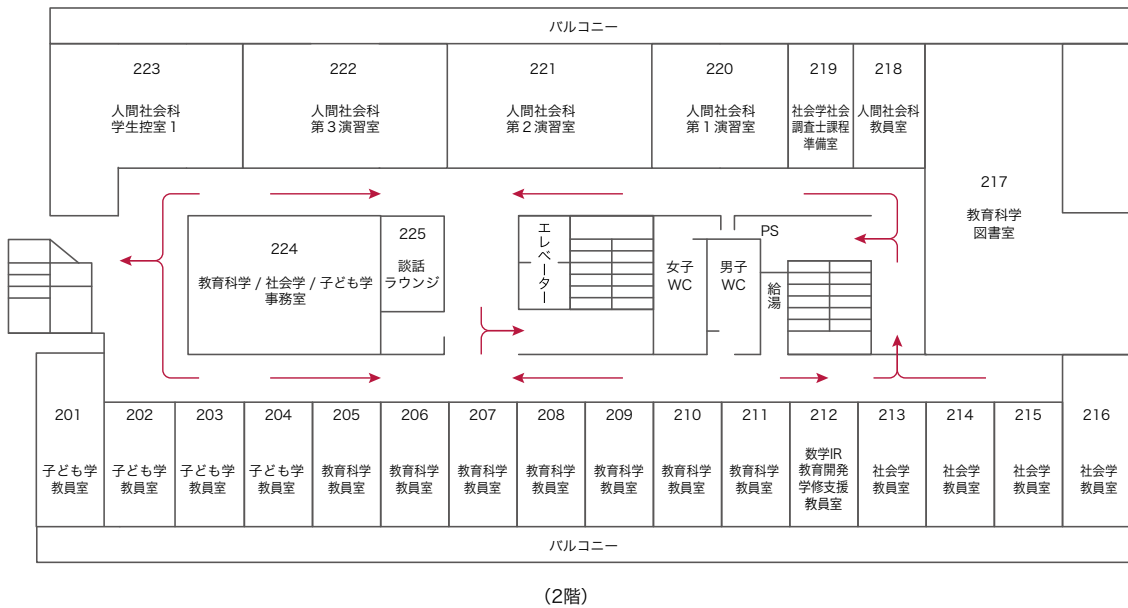 バルコニー
223
人間社会科
学生控室1
222
人間社会科
第3演習室
221
人間社会科
第2演習室
220
人間社会科
第1演習室
219
社会学社会
調査士課程
準備室
218
人間社会科
教員室
217
教育科学
図書室
224
教育科学 / 社会学 / 子ども学
事務室
225
談話
ラウンジ
エレベーター
女子
WC
男子
WC
PS
給湯
201
子ども学
教員室
202
子ども学
教員室
203
子ども学
教員室
204
子ども学
教員室
205
教育科学
教員室
206
教育科学
教員室
207
教育科学
教員室
208
教育科学
教員室
209
教育科学
教員室
210
教育科学
教員室
211
教育科学
教員室
212
数学IR
教育開発
学修支援
教員室
213
社会学
教員室
214
社会学
教員室
215
社会学
教員室
216
社会学
教員室
バルコニー
（2階）